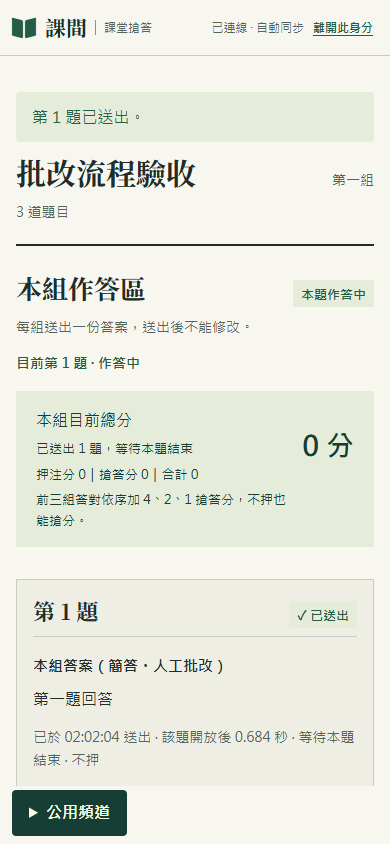 課間 | 課堂搶答 已連線 · 自動同步 離開此身分
第 1 題已送出。
批改流程驗收 第一組
3 道題目
本組作答區 本題作答中
每組送出一份答案，送出後不能修改。
目前第 1 題 · 作答中
本組目前總分
已送出 1 題，等待本題結束
0 分
押注分 0 | 搶答分 0 | 合計 0
前三組答對依序加 4、2、1 搶答分，不押也
能搶分。
第 1 題 ✓ 已送出
本組答案（簡答・人工批改）
第一題回答
已於 02:02:04 送出 · 該題開放後 0.684 秒 · 等待本題
結束 · 不押
▶ 公用頻道